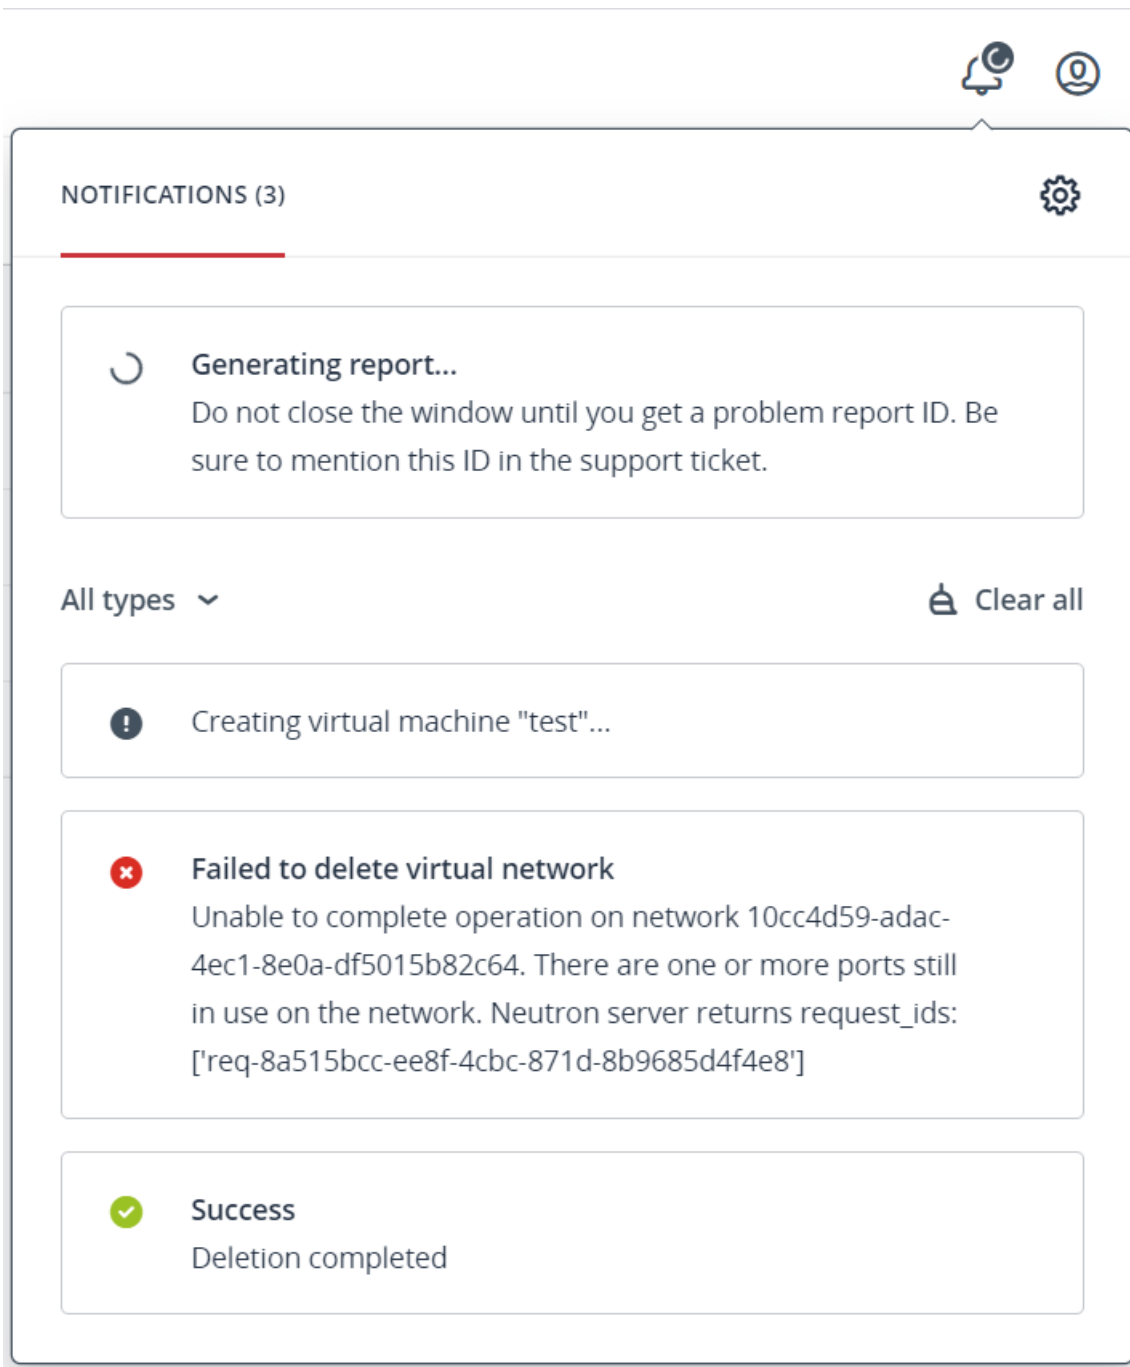 NOTIFICATIONS (3)
Generating report...
Do not close the window until you get a problem report ID. Be
sure to mention this ID in the support ticket.
All types
Clear all
Creating virtual machine "test"...
Failed to delete virtual network
Unable to complete operation on network 10cc4d59-adac-
4ec1-8e0a-df5015b82c64. There are one or more ports still
in use on the network. Neutron server returns request_ids:
['req-8a515bcc-ee8f-4cbc-871d-8b9685d4f4e8']
Success
Deletion completed